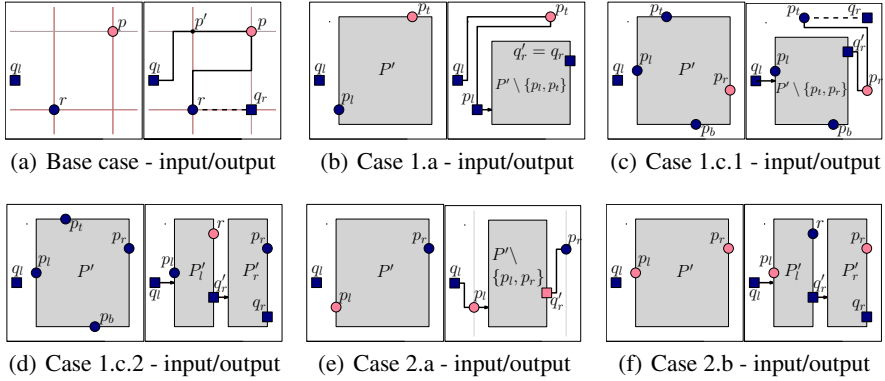 q_l p r p' p q_l r q_r
(a) Base case - input/output
p_t q_l P' p_l p_t q_l q'_r = q_r P' \ {p_l, p_t} p_l
(b) Case 1.a - input/output
p_t p_l q_l P' p_r p_b p_t q_r q'_r p_l q_l P' \ {p_t, p_r} p_r p_b
(c) Case 1.c.1 - input/output
p_t p_r q_l p_l P' p_b r p_r q_l p_l P'_l q'_r P'_r q_r
(d) Case 1.c.2 - input/output
p_r q_l P' p_l q_l p_l P' \ {p_l, p_r} q'_r p_r
(e) Case 2.a - input/output
p_r q_l p_l P' r p_r p_l q_l P'_l q'_r P'_r q_r
(f) Case 2.b - input/output